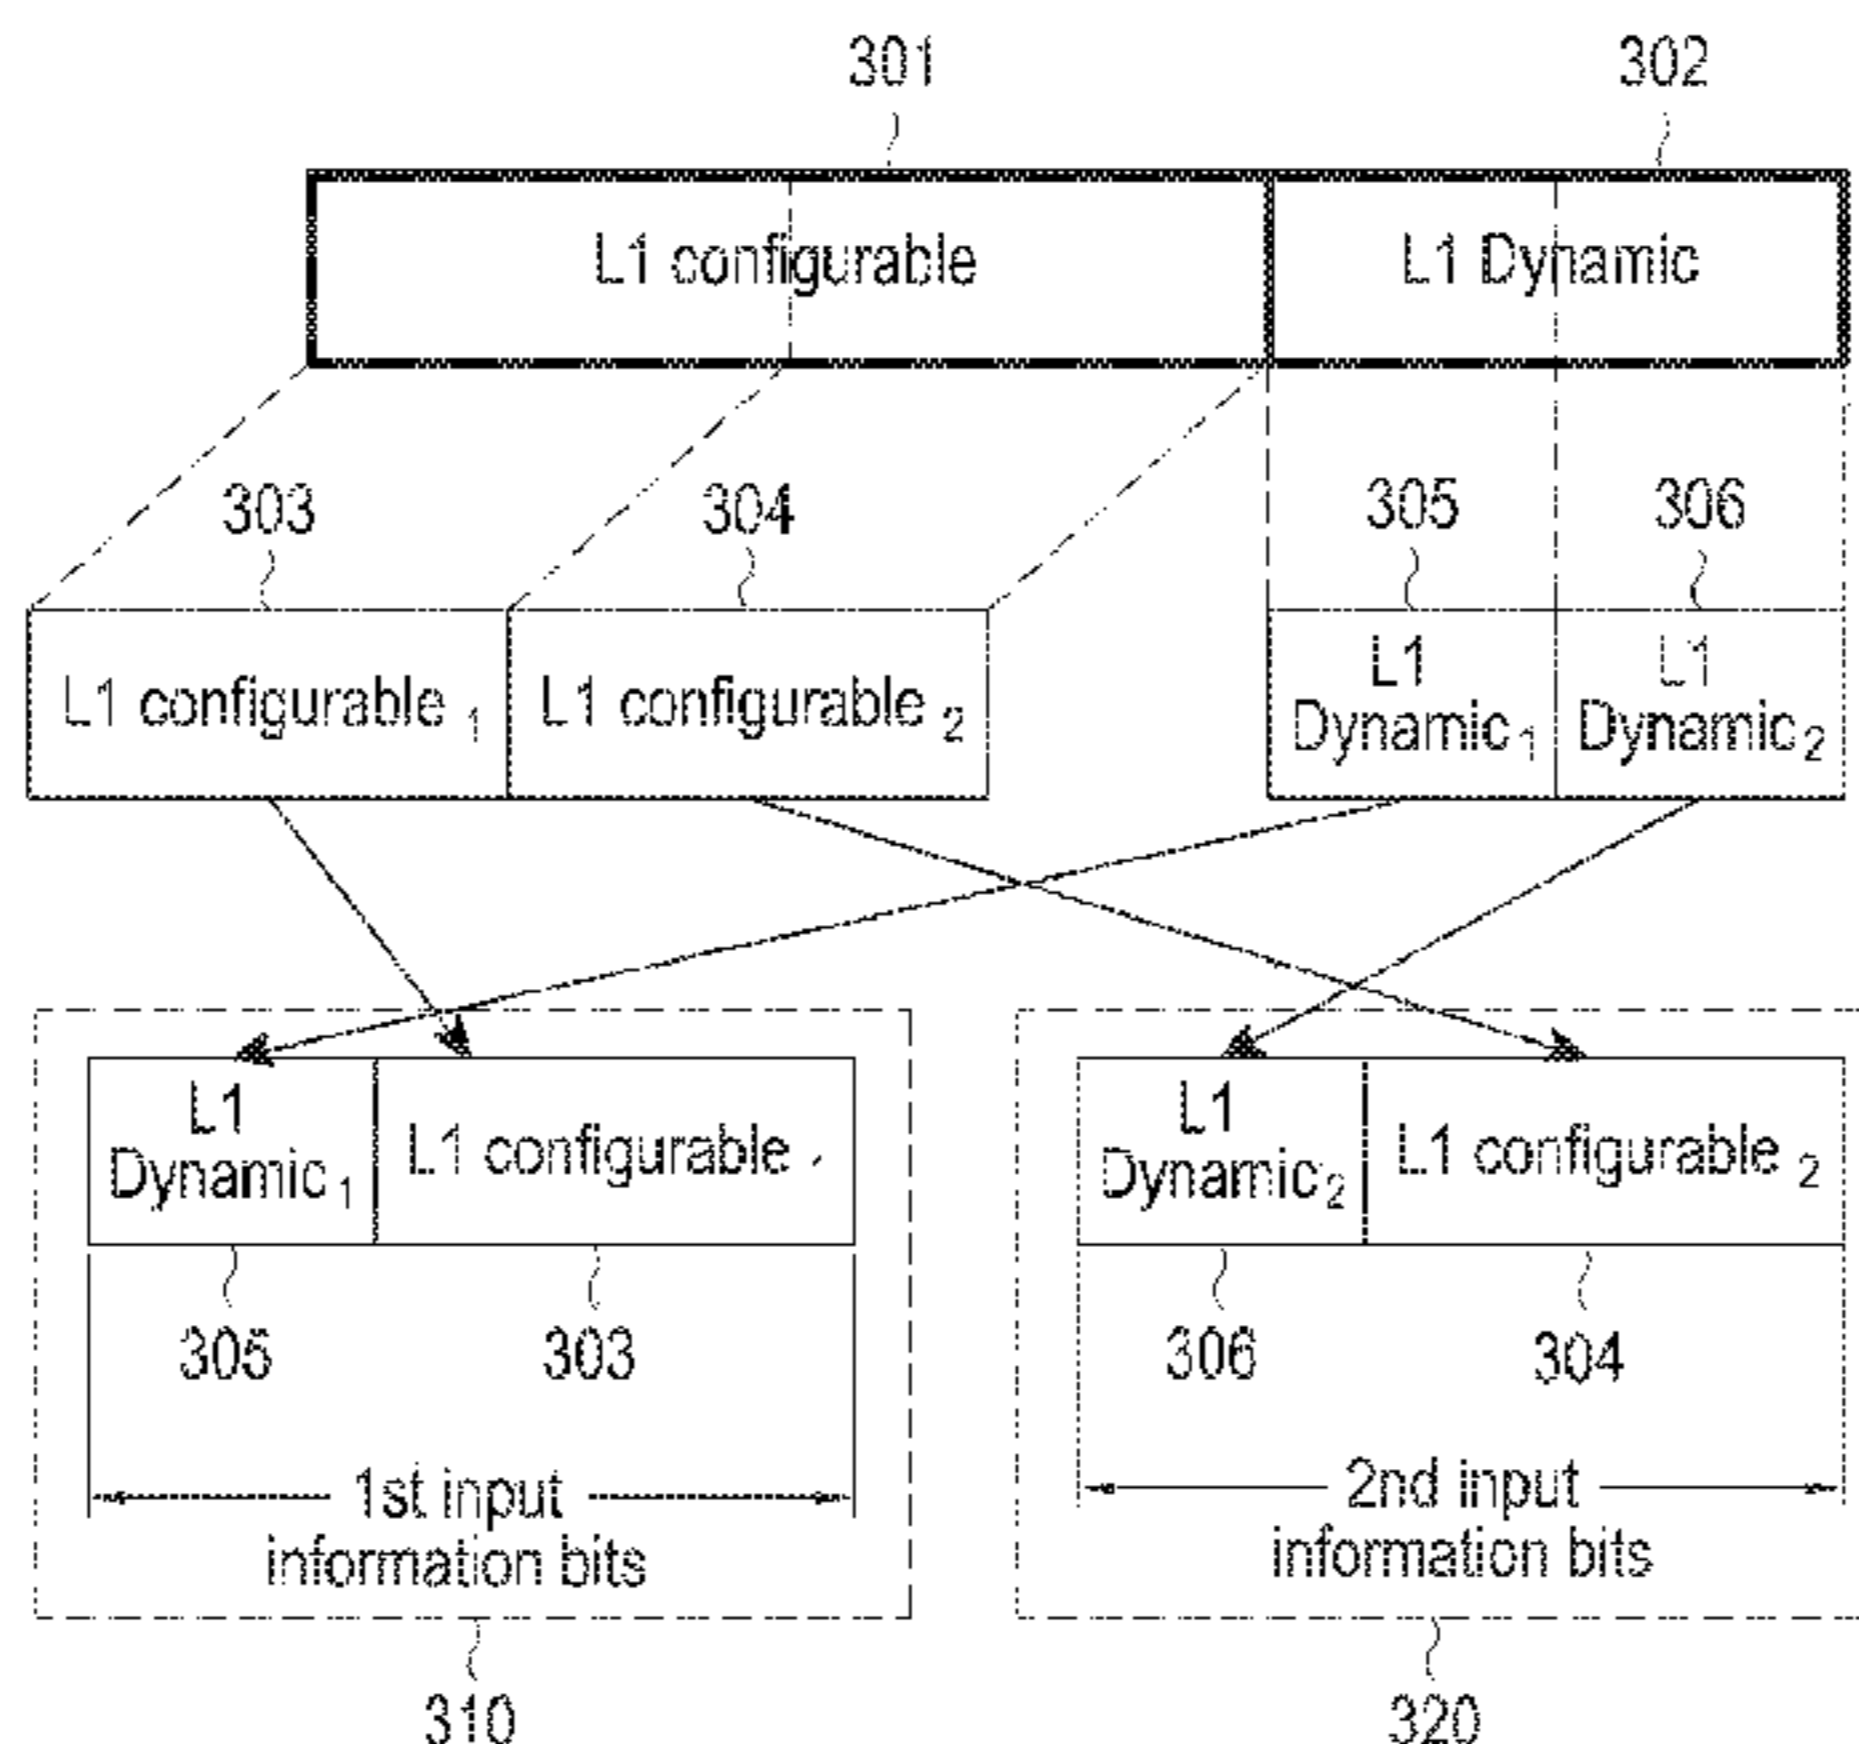 301
302
L1 configurable
L1 Dynamic
303
304
305
306
L1 configurable 1
L1 configurable 2
L1
Dynamic 1
L1
Dynamic 2
L1
Dynamic 1
L1 configurable
L1
Dynamic 2
L1 configurable 2
305
303
306
304
1st input
information bits
2nd input
information bits
310
320